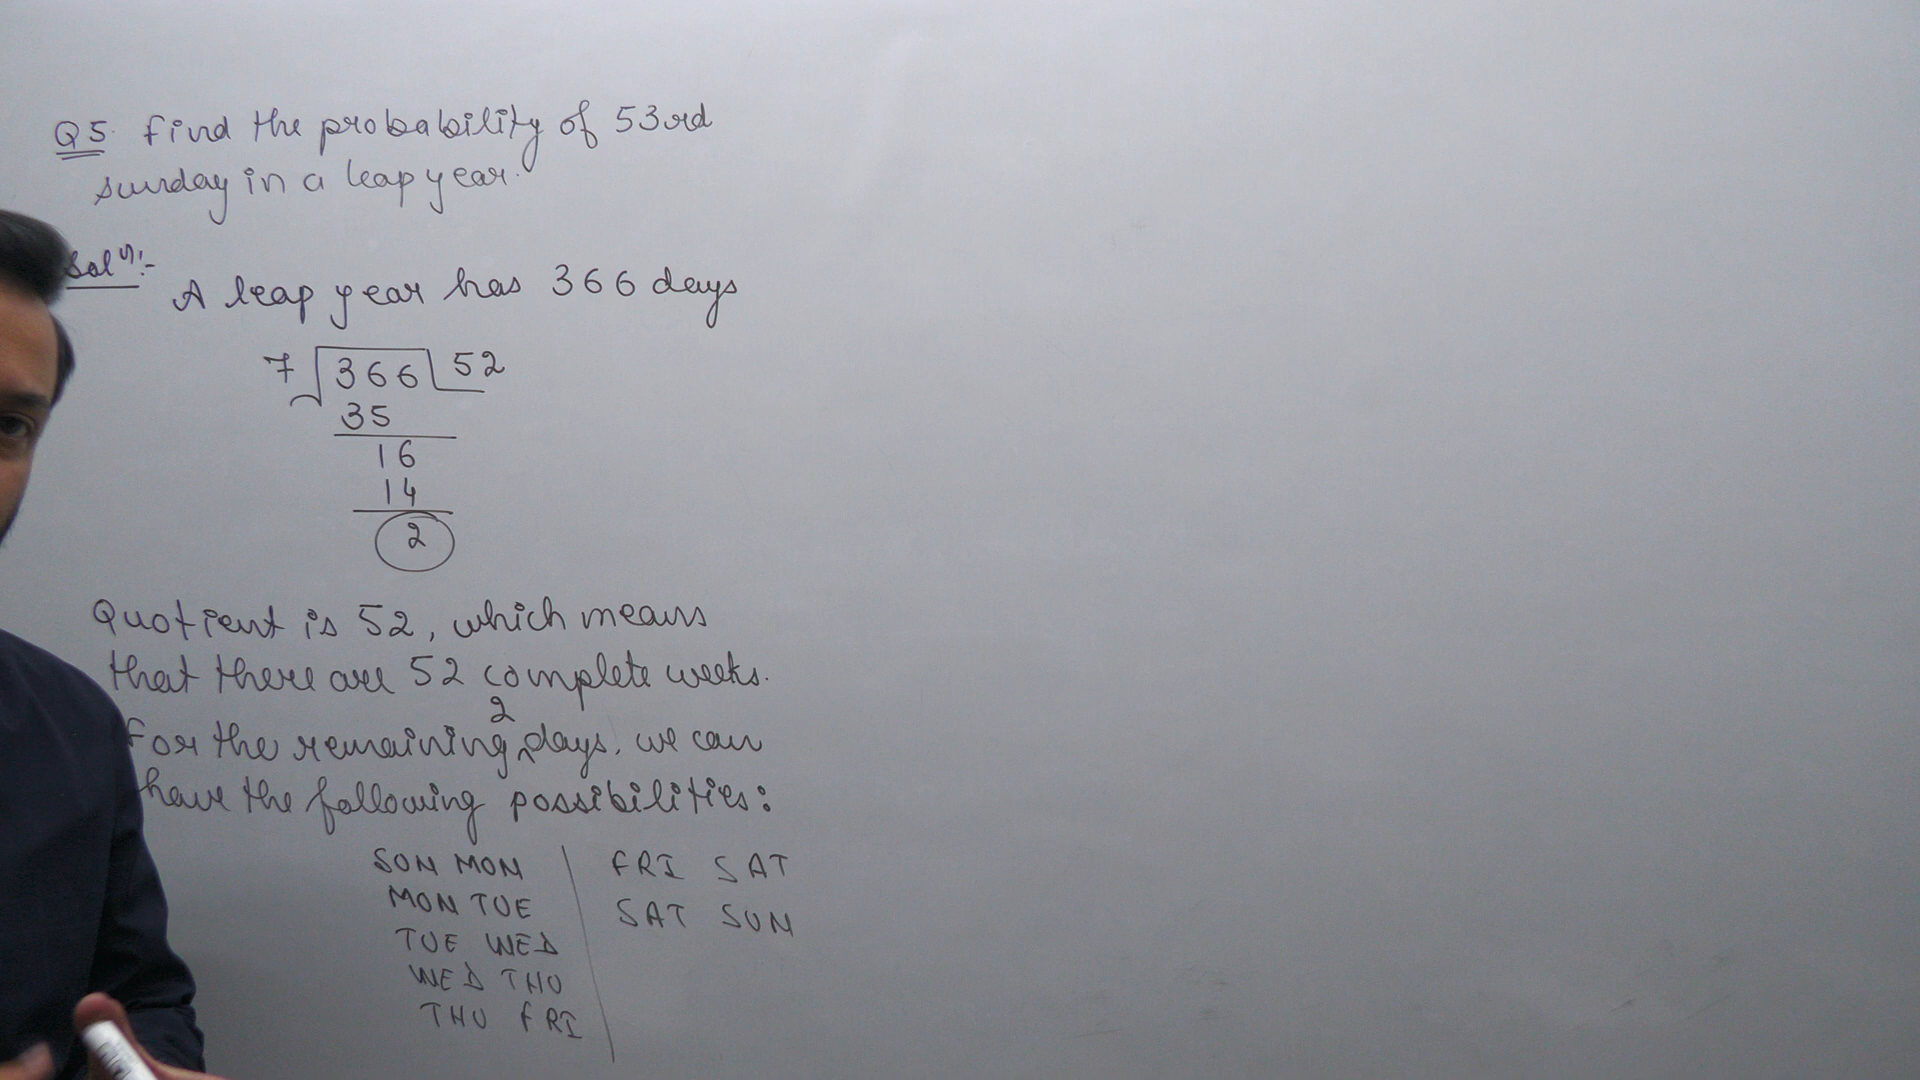 Q5. Find the probability of 53rd
sunday in a leap year.
Solⁿ:-
A leap year has 366 days
7 366 52
35
16
14
2
Quotient is 52, which means
that there are 52 complete weeks.
For the remaining 2 days, we can
have the following possibilities:
SUN MON
MON TUE
TUE WED
WED THU
THU FRI
FRI SAT
SAT SUN